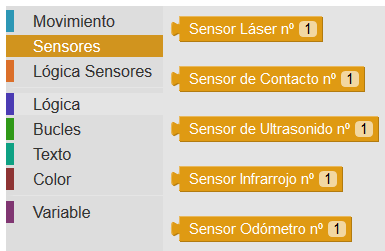 Movimiento
Sensores
Lógica Sensores
Lógica
Bucles
Texto
Color
Variable
Sensor Láser nº 1
Sensor de Contacto nº 1
Sensor de Ultrasonido nº 1
Sensor Infrarrojo nº 1
Sensor Odómetro nº 1